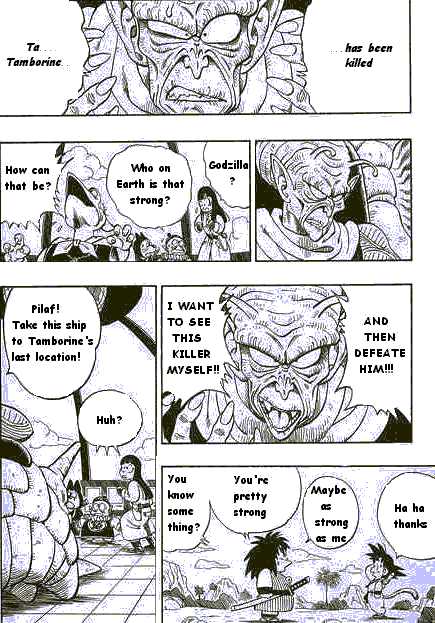 Ta....
Tamborine..
...has been
killed
How can
that be?
Who on
Earth is that
strong?
Godzilla
?
Pilaf!
Take this ship
to Tamborine's
last location!
Huh?
I WANT
TO SEE
THIS
KILLER
MYSELF!!
AND
THEN
DEFEATE
HIM!!!
You
know
some
thing?
You're
pretty
strong
Maybe
as
strong
as me
Ha ha
thanks